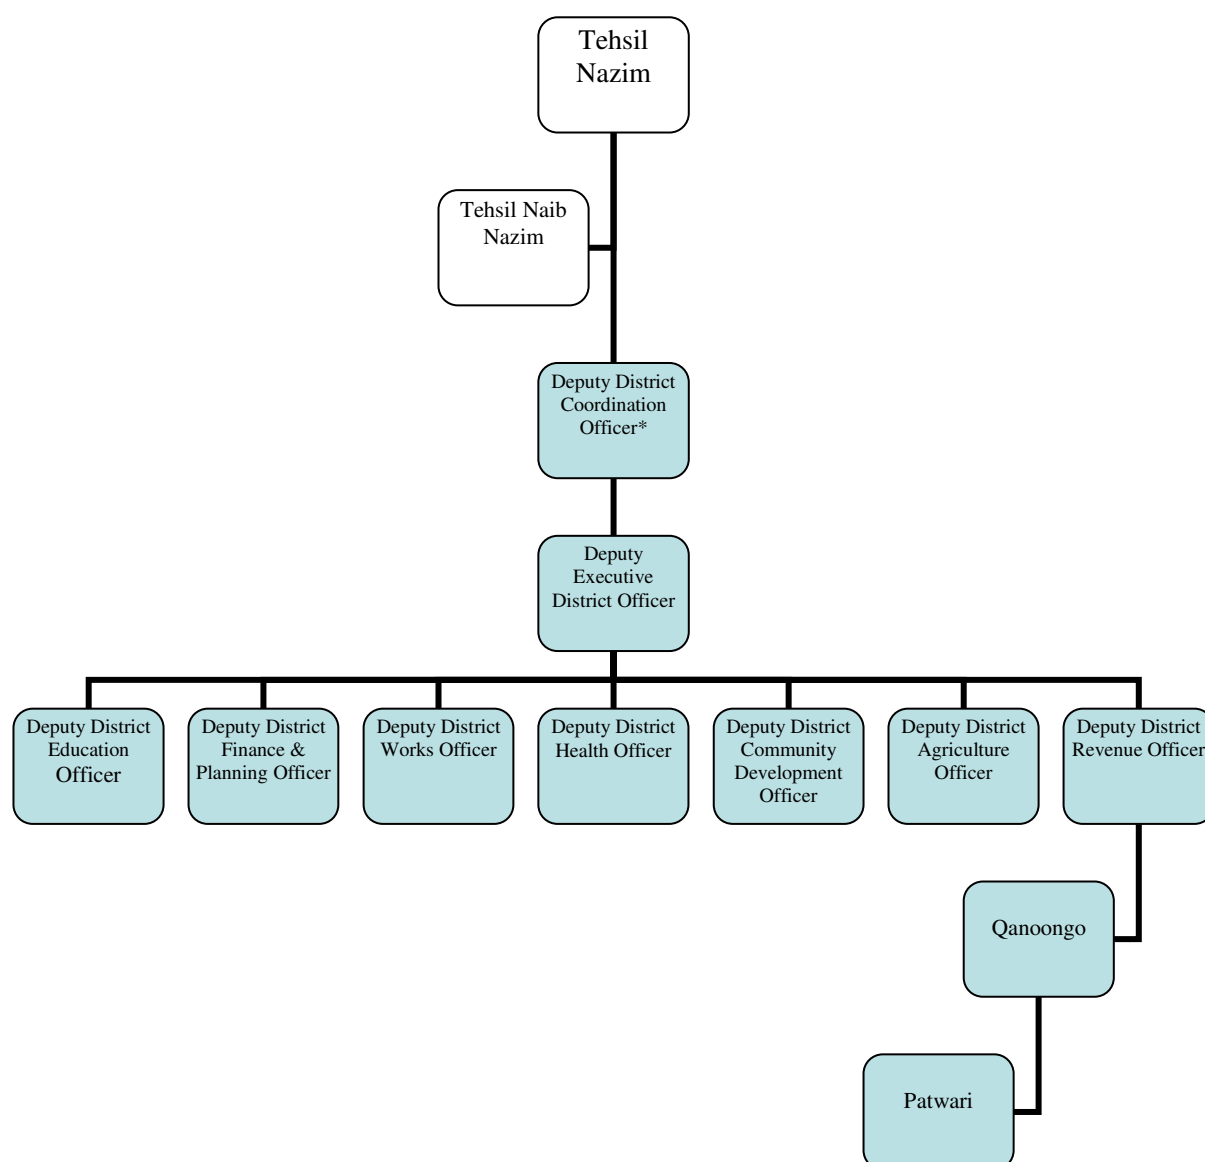 Tehsil
Nazim
Tehsil Naib
Nazim
Deputy District
Coordination
Officer*
Deputy
Executive
District Officer
Deputy District
Education
Officer
Deputy District
Finance &
Planning Officer
Deputy District
Works Officer
Deputy District
Health Officer
Deputy District
Community
Development
Officer
Deputy District
Agriculture
Officer
Deputy District
Revenue Officer
Qanoongo
Patwari